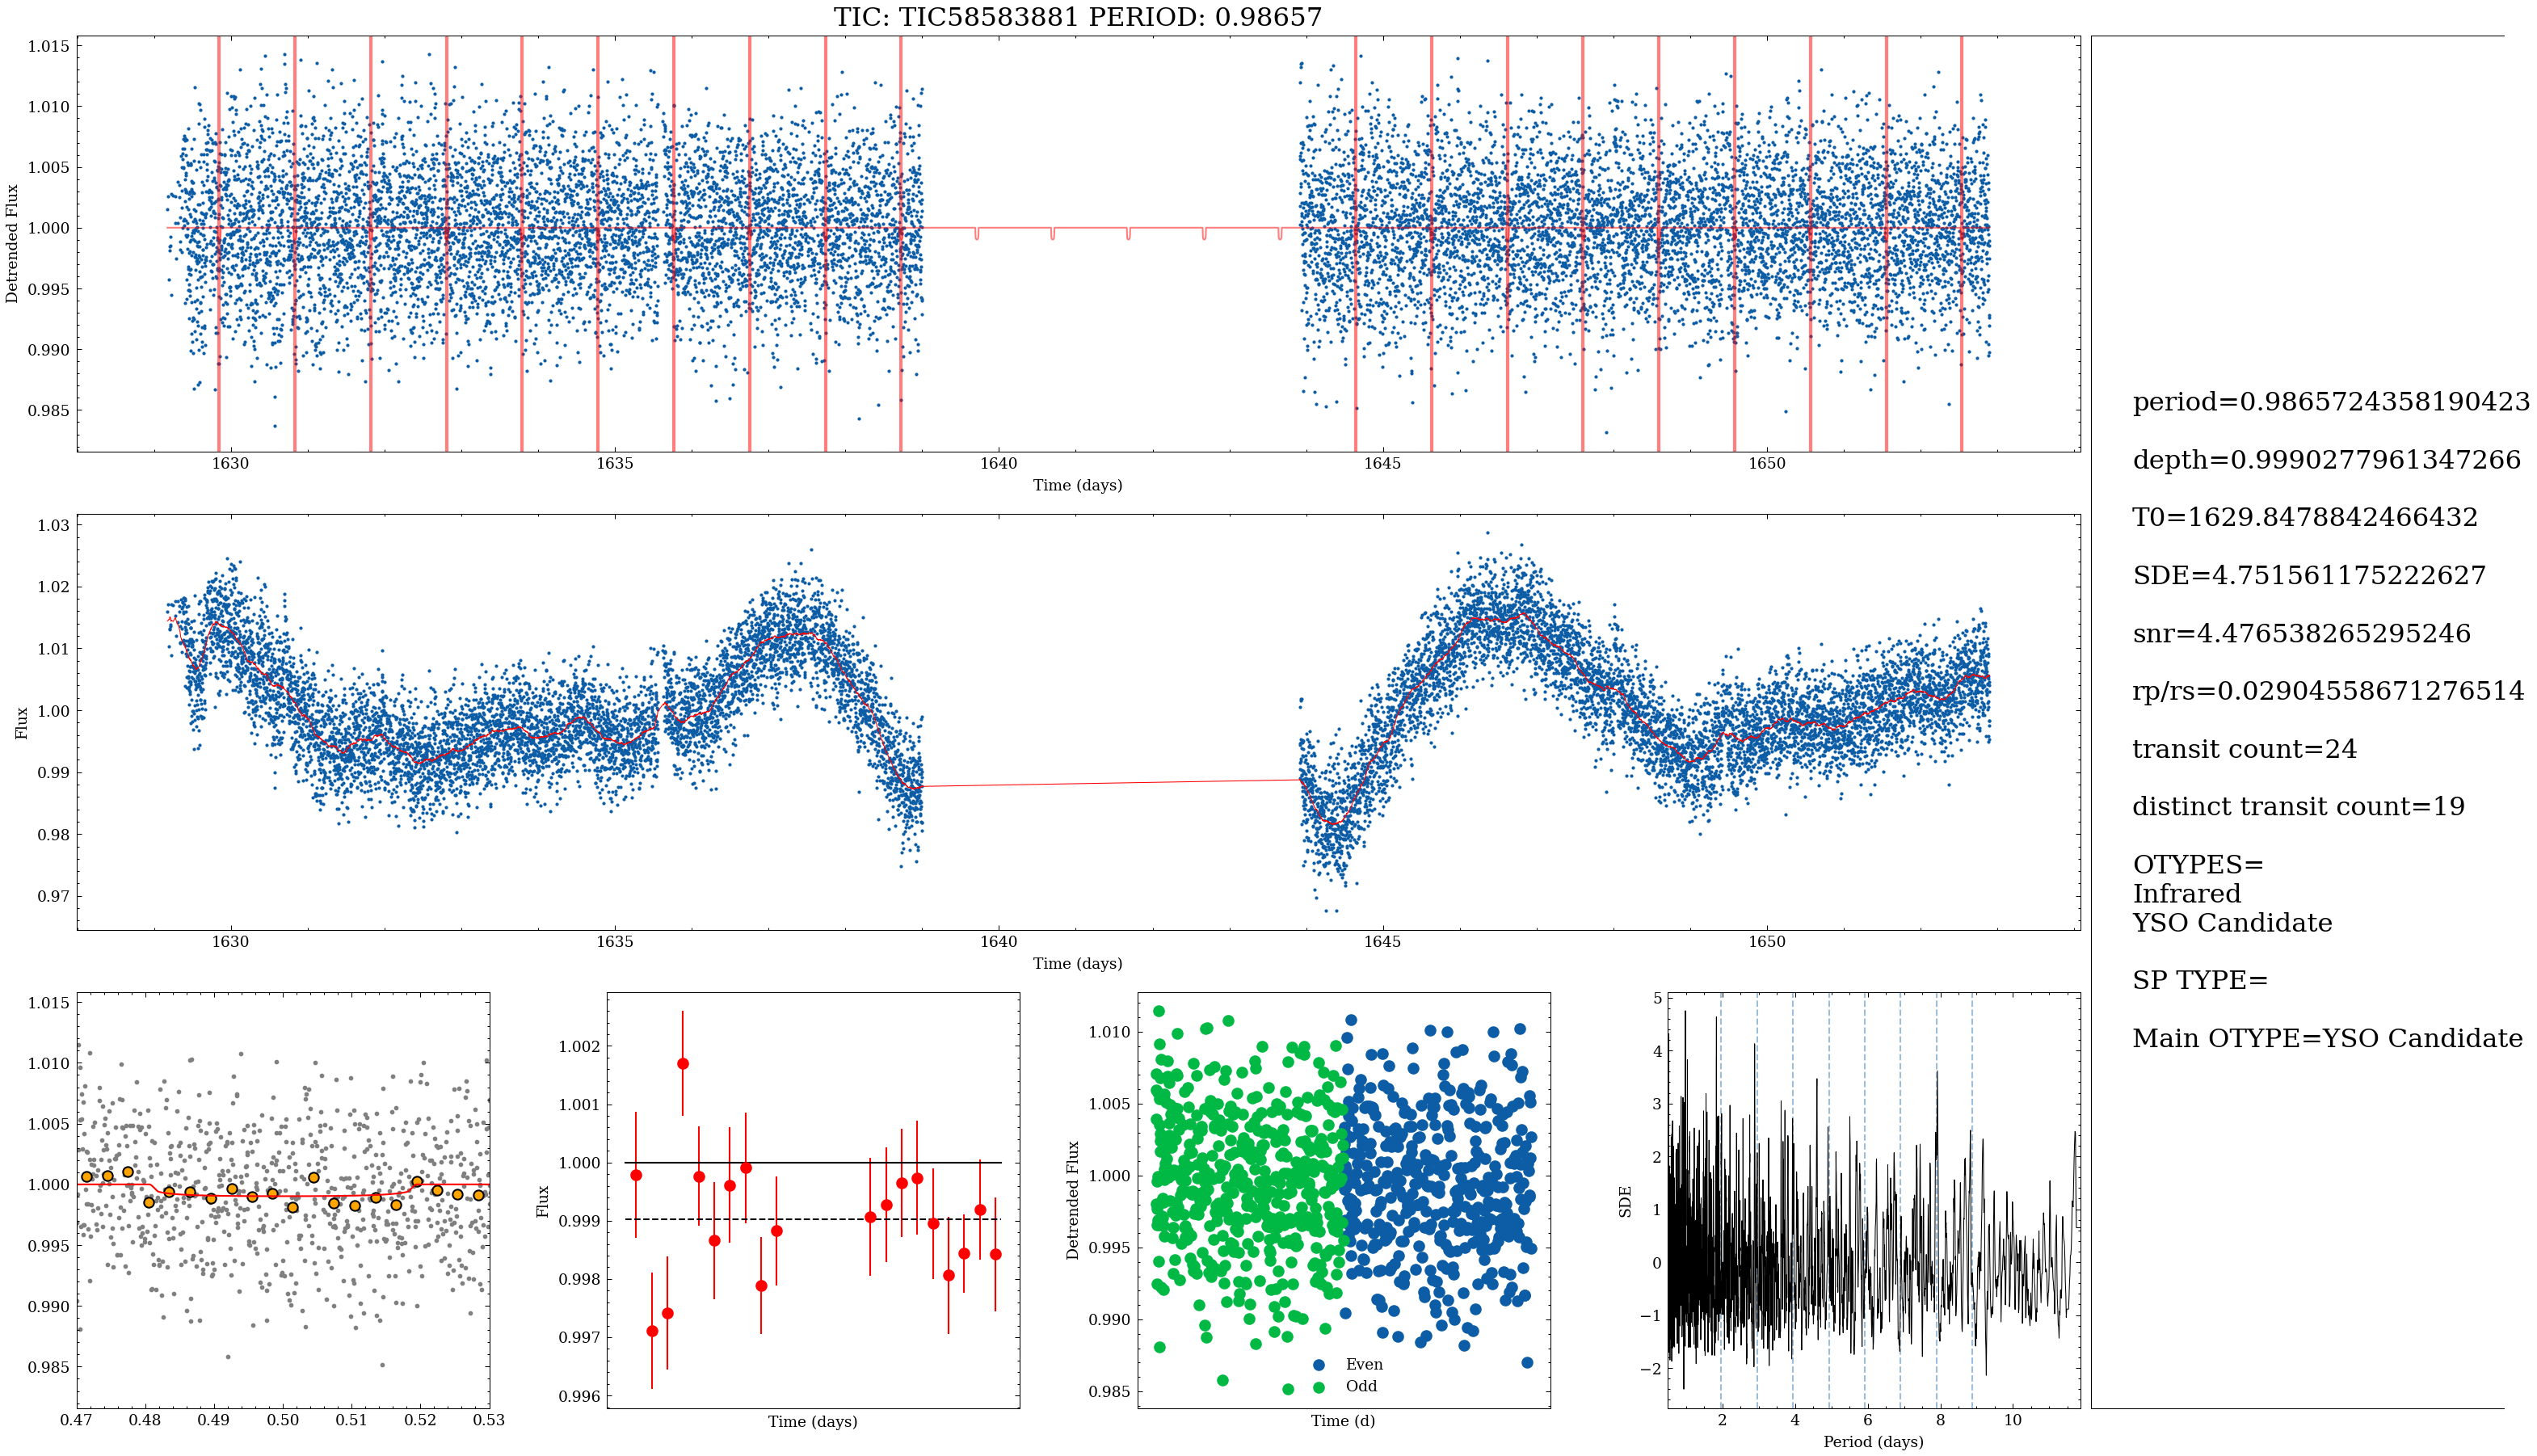 TIC: TIC58583881 PERIOD: 0.98657
1.015
1.010
1.005
1.000
0.995
0.990
0.985
Detrended Flux
1630
1635
1640
1645
1650
Time (days)
1.03
1.02
1.01
1.00
0.99
0.98
0.97
Flux
1630
1635
1640
1645
1650
Time (days)
1.015
1.010
1.005
1.000
0.995
0.990
0.985
0.47
0.48
0.49
0.50
0.51
0.52
0.53
1.002
1.001
1.000
0.999
0.998
0.997
0.996
Flux
Time (days)
1.010
1.005
1.000
0.995
0.990
0.985
Detrended Flux
Even
Odd
Time (d)
5
4
3
2
1
0
−1
−2
SDE
2
4
6
8
10
Period (days)
period=0.9865724358190423
depth=0.9990277961347266
T0=1629.8478842466432
SDE=4.751561175222627
snr=4.476538265295246
rp/rs=0.02904558671276514
transit count=24
distinct transit count=19
OTYPES=
Infrared
YSO Candidate
SP TYPE=
Main OTYPE=YSO Candidate